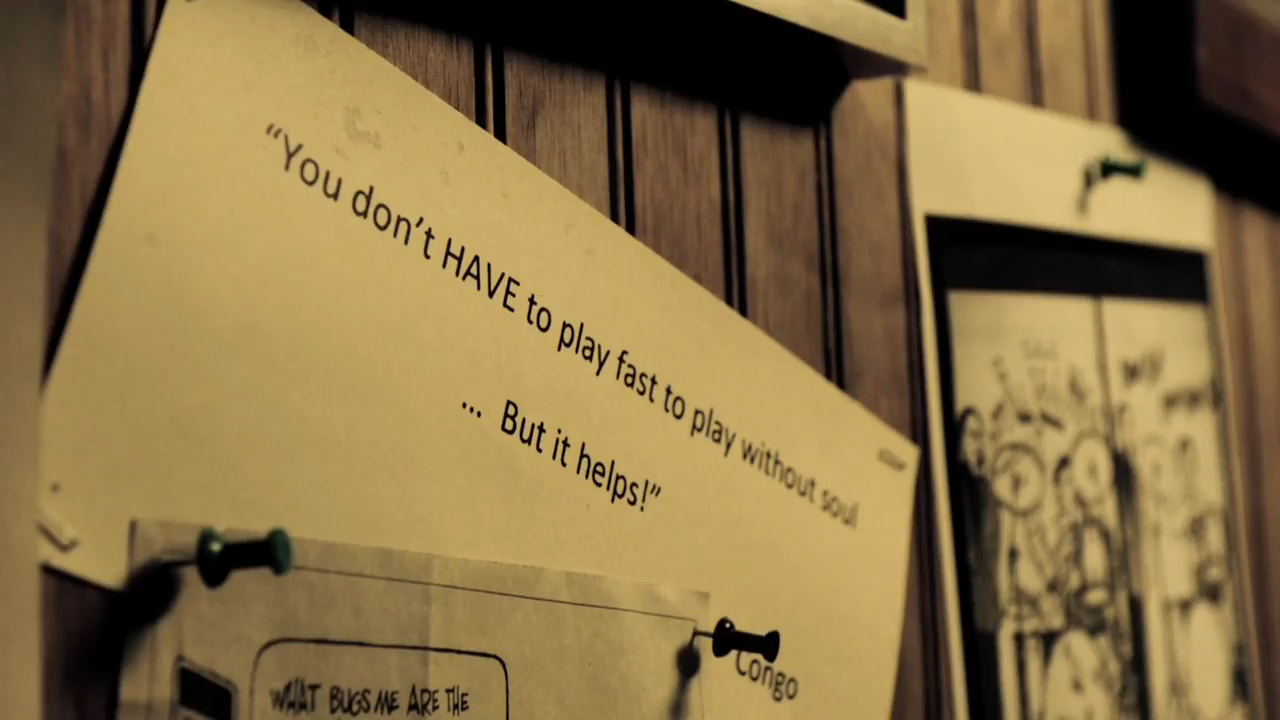 “You don’t HAVE to play fast to play without soul
... But it helps!”
Congo
WHAT BUGS ME ARE THE